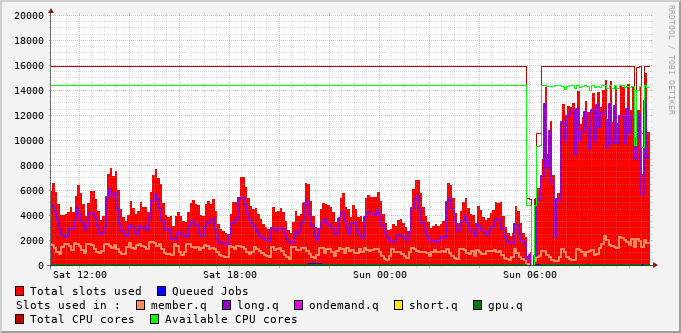 20000
18000
16000
14000
12000
10000
8000
6000
4000
2000
0
Sat 12:00 Sat 18:00 Sun 00:00 Sun 06:00
RRDTOOL / TOBI OETIKER
Total slots used Queued Jobs
Slots used in : member.q long.q ondemand.q short.q gpu.q
Total CPU cores Available CPU cores